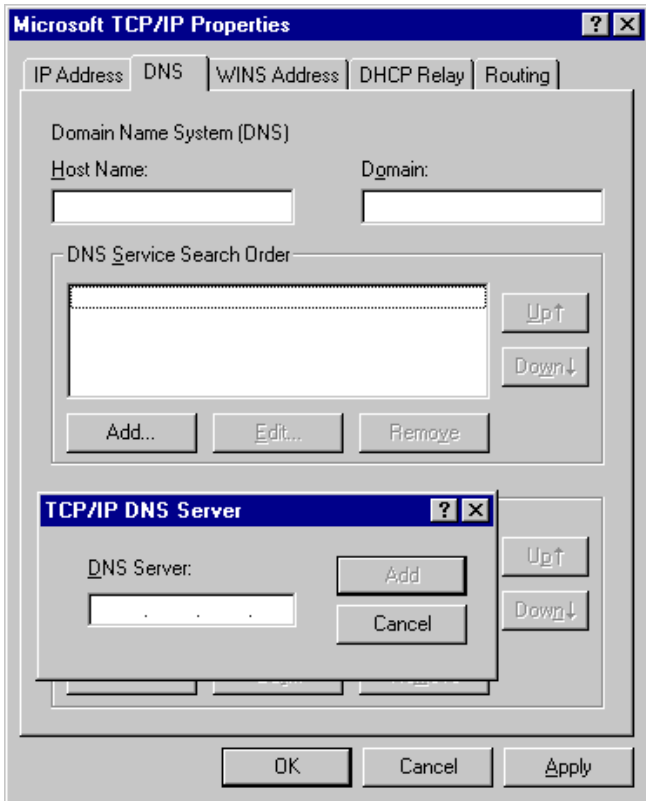 Microsoft TCP/IP Properties
IP Address DNS WINS Address DHCP Relay Routing
Domain Name System (DNS)
Host Name: Domain:
DNS Service Search Order
Up↑
Down↓
Add... Edit... Remove
TCP/IP DNS Server
DNS Server: Add
. . . Cancel
Up↑
Down↓
OK Cancel Apply